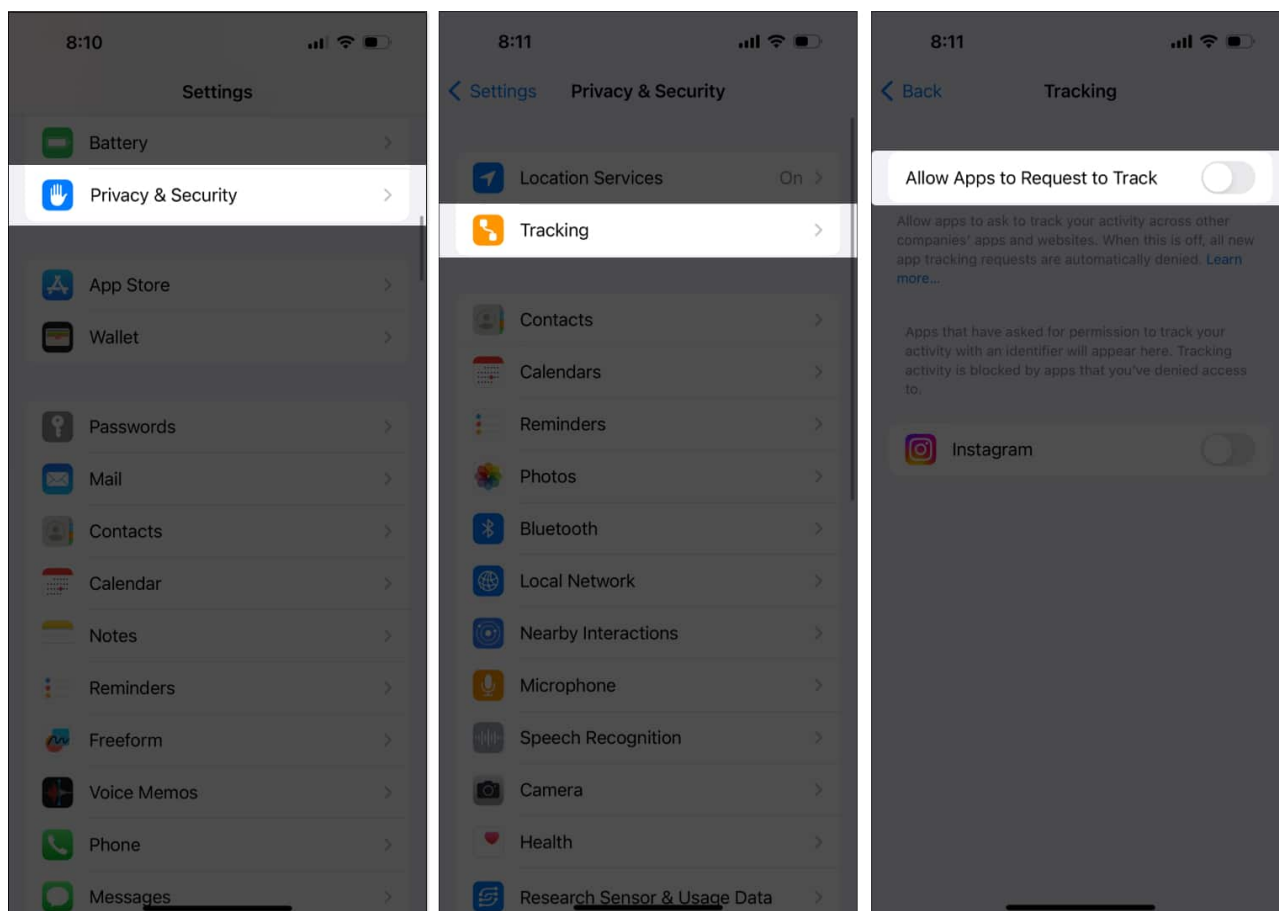 8:10
Settings
Battery
Privacy & Security
App Store
Wallet
Passwords
Mail
Contacts
Calendar
Notes
Reminders
Freeform
Voice Memos
Phone
Messages
8:11
Settings
Privacy & Security
Location Services On
Tracking
Contacts
Calendars
Reminders
Photos
Bluetooth
Local Network
Nearby Interactions
Microphone
Speech Recognition
Camera
Health
Research Sensor & Usage Data
8:11
Back
Tracking
Allow Apps to Request to Track
Allow apps to ask to track your activity across other
companies' apps and websites. When this is off, all new
app tracking requests are automatically denied. Learn
more...
Apps that have asked for permission to track your
activity with an identifier will appear here. Tracking
activity is blocked by apps that you've denied access
to.
Instagram